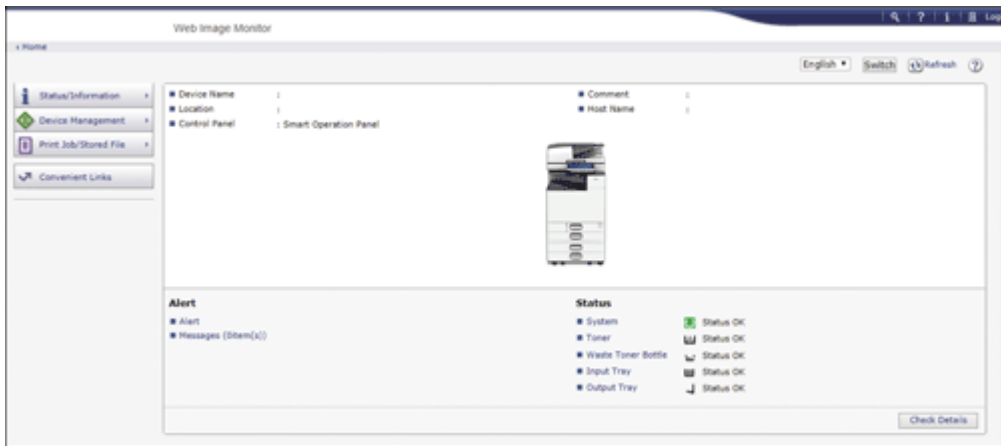 Web Image Monitor
? i Log
Home
English Switch Refresh ?
Status/Information
Device Management
Print Job/Stored File
Convenient Links
Device Name :
Location :
Control Panel : Smart Operation Panel
Comment :
Host Name :
Alert
Alert
Messages (0item(s))
Status
System Status OK
Toner Status OK
Waste Toner Bottle Status OK
Input Tray Status OK
Output Tray Status OK
Check Details